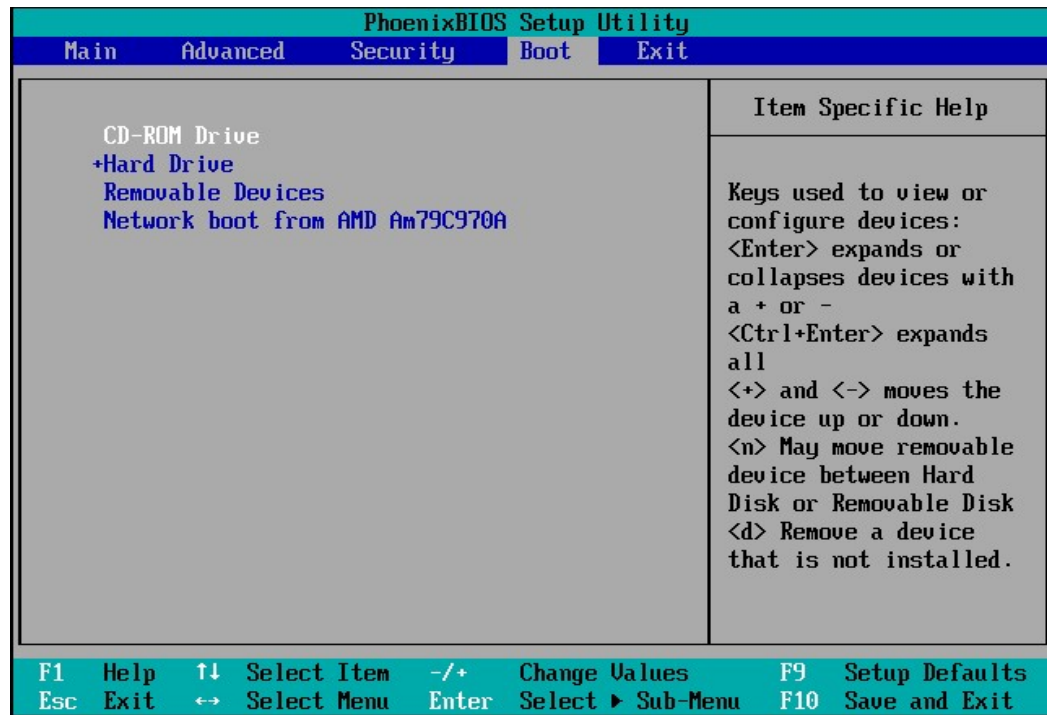 PhoenixBIOS Setup Utility
Main Advanced Security Boot Exit
CD-ROM Drive
+Hard Drive
Removable Devices
Network boot from AMD Am79C970A
Item Specific Help
Keys used to view or
configure devices:
<Enter> expands or
collapses devices with
a + or -
<Ctrl+Enter> expands
all
<+> and <-> moves the
device up or down.
<n> May move removable
device between Hard
Disk or Removable Disk
<d> Remove a device
that is not installed.
F1 Help ↑↓ Select Item -/+ Change Values F9 Setup Defaults
Esc Exit ↔ Select Menu Enter Select ▶ Sub-Menu F10 Save and Exit